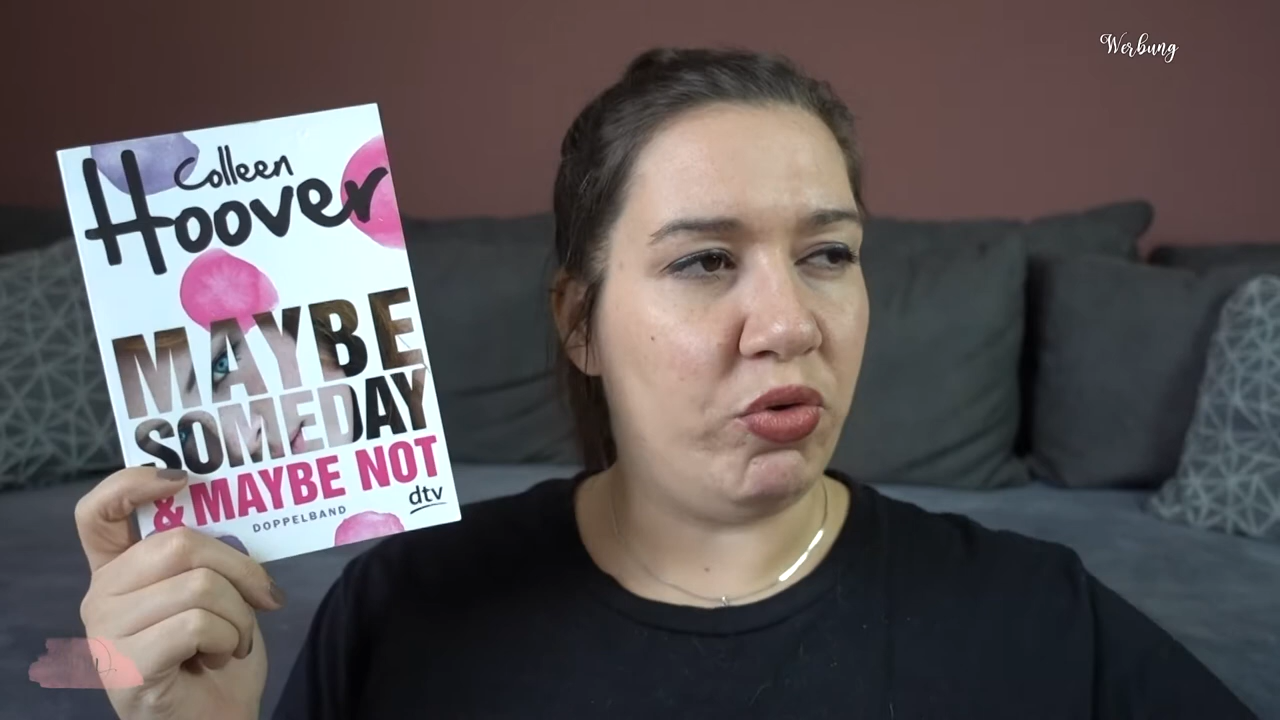 Werbung
Colleen
Hoover
MAYBE
SOMEDAY
& MAYBE NOT
DOPPELBAND
dtv